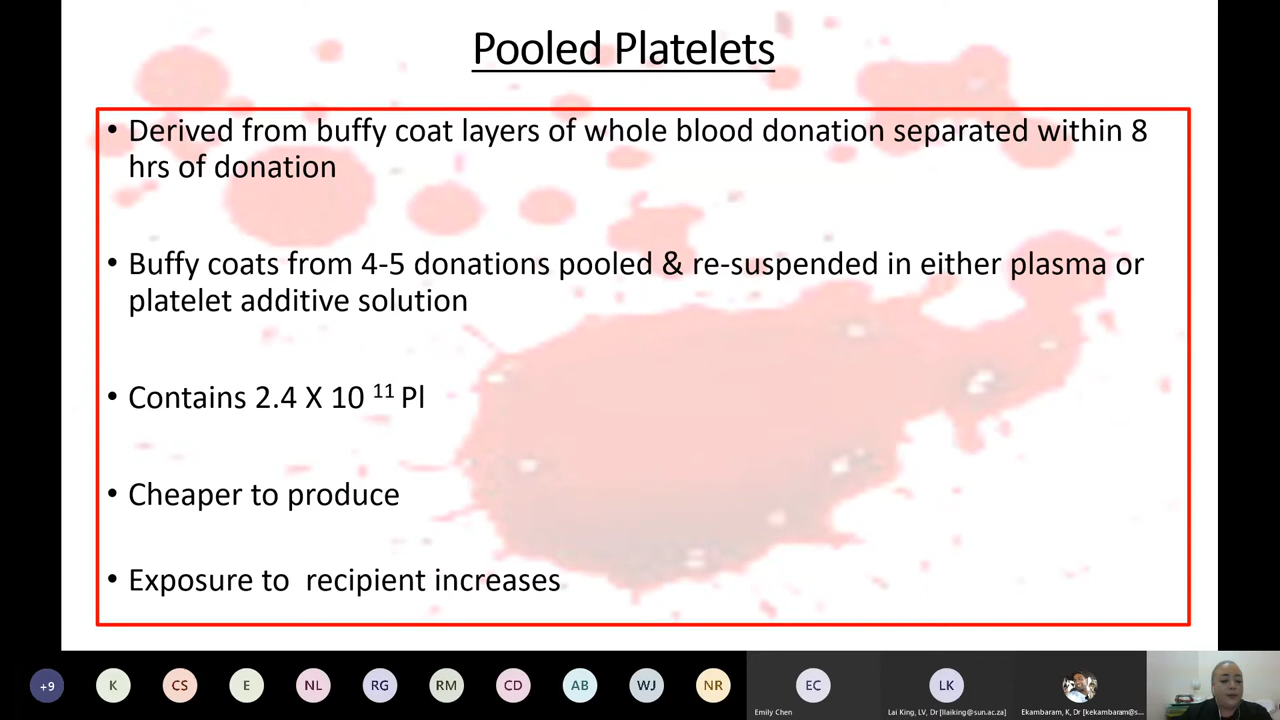 Pooled Platelets
• Derived from buffy coat layers of whole blood donation separated within 8
hrs of donation
• Buffy coats from 4-5 donations pooled & re-suspended in either plasma or
platelet additive solution
• Contains 2.4 X 10 11 Pl
• Cheaper to produce
• Exposure to  recipient increases
+9 K CS E NL RG RM CD AB WJ NR EC LK
Emily Chen
Lai King, LV, Dr [llaiking@sun.ac.za]
Ekambaram, K, Dr [kekambaram@s...